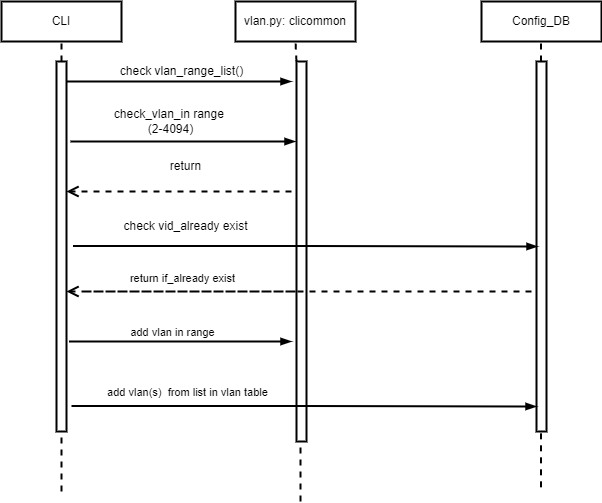 CLI
vlan.py: clicommon
Config_DB
check vlan_range_list()
check_vlan_in range
(2-4094)
return
check vid_already exist
return if_already exist
add vlan in range
add vlan(s) from list in vlan table